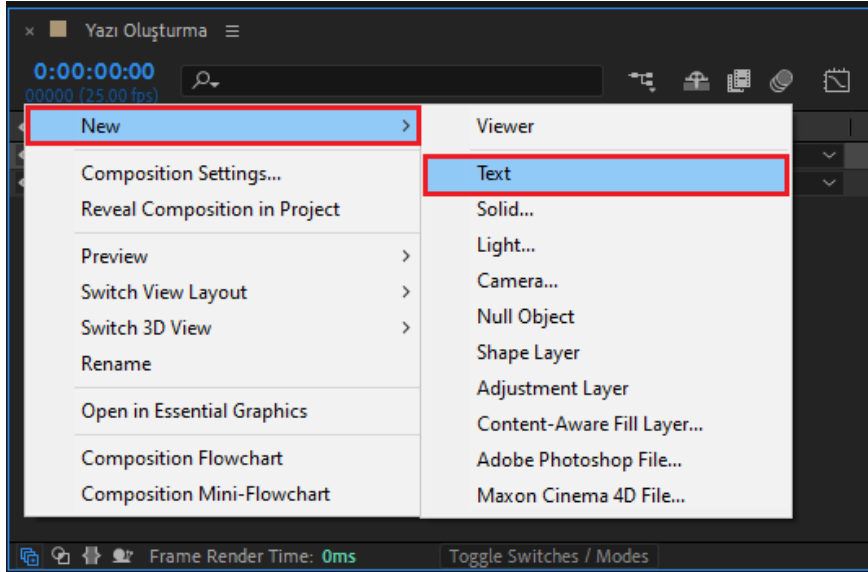 Yazı Oluşturma
0:00:00:00
00000 (25.00 fps)
New
Composition Settings...
Reveal Composition in Project
Preview
Switch View Layout
Switch 3D View
Rename
Open in Essential Graphics
Composition Flowchart
Composition Mini-Flowchart
Viewer
Text
Solid...
Light...
Camera...
Null Object
Shape Layer
Adjustment Layer
Content-Aware Fill Layer...
Adobe Photoshop File...
Maxon Cinema 4D File...
Frame Render Time: 0ms
Toggle Switches / Modes